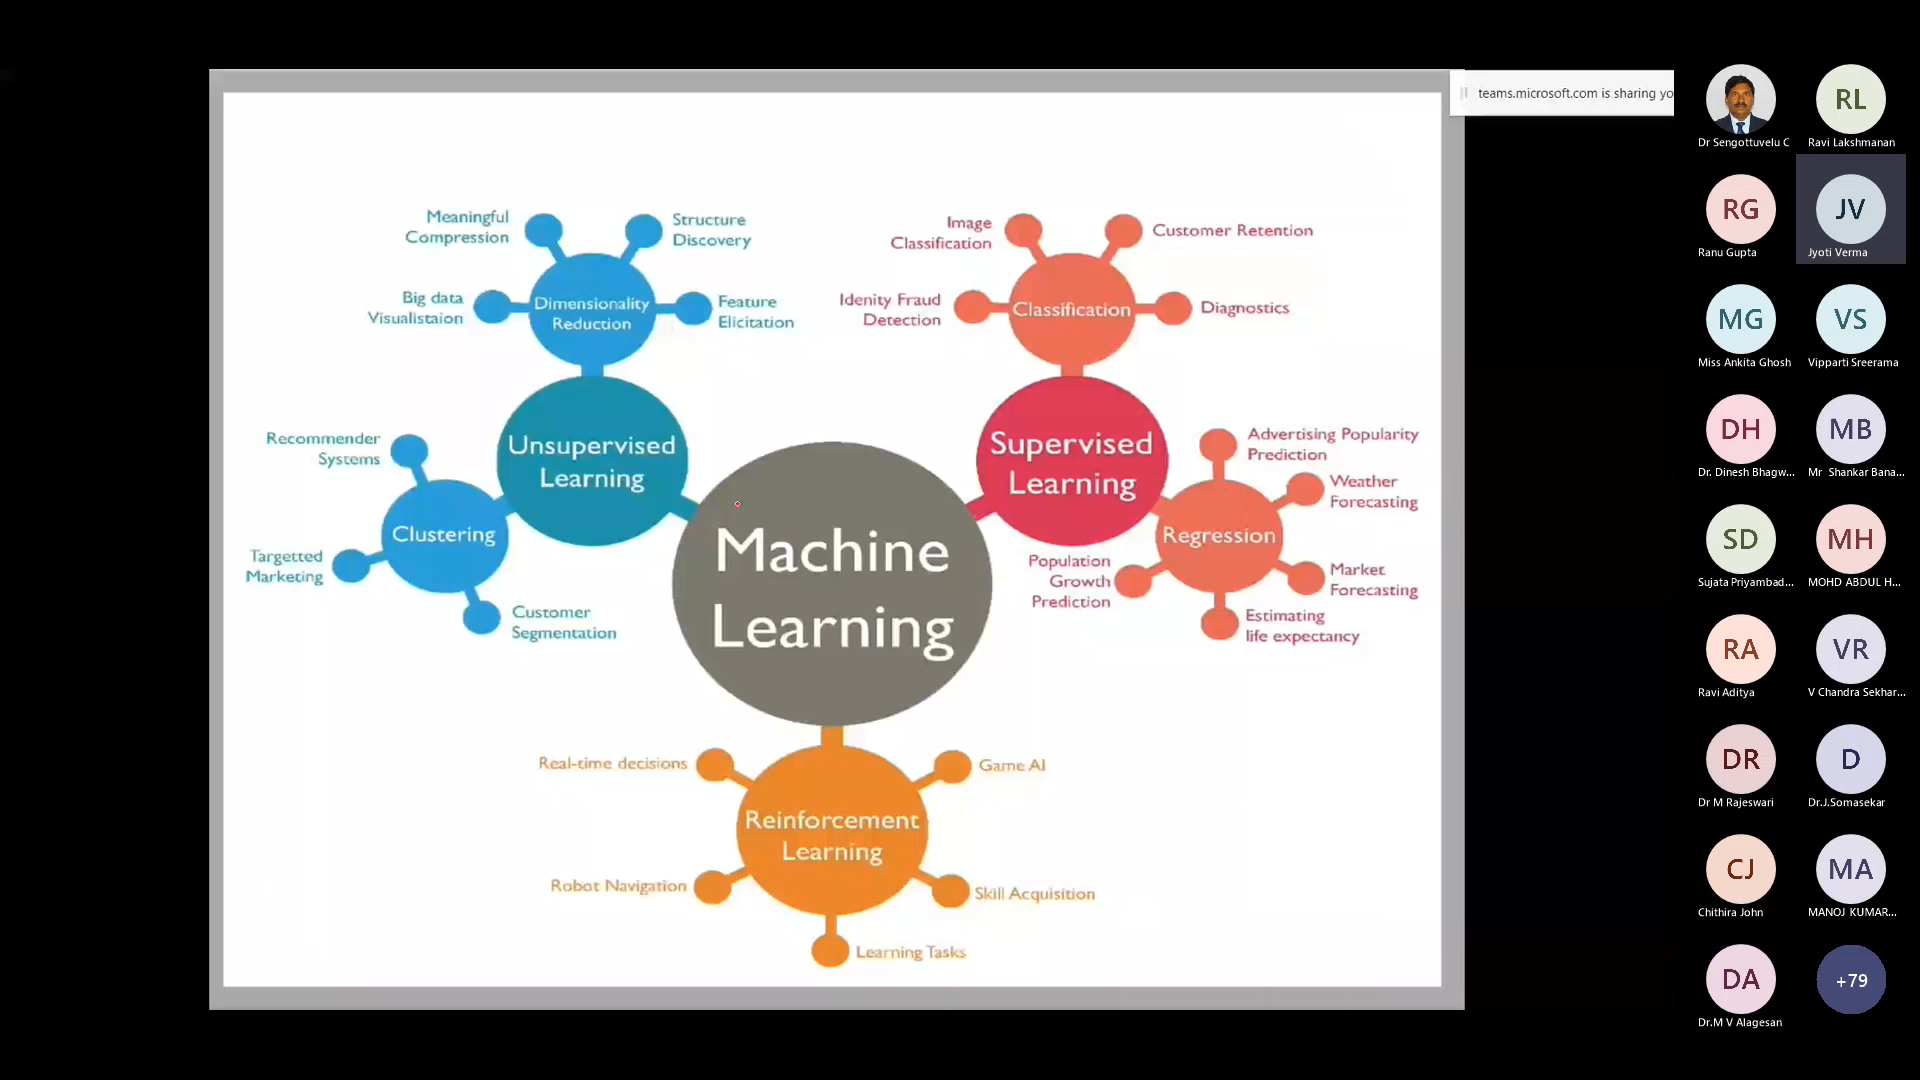 teams.microsoft.com is sharing yo
Meaningful
Compression
Structure
Discovery
Big data
Visualistaion
Dimensionality
Reduction
Feature
Elicitation
Image
Classification
Customer Retention
Idenity Fraud
Detection
Classification
Diagnostics
Recommender
Systems
Unsupervised
Learning
Clustering
Targetted
Marketing
Customer
Segmentation
Supervised
Learning
Advertising Popularity
Prediction
Weather
Forecasting
Regression
Population
Growth
Prediction
Market
Forecasting
Estimating
life expectancy
Machine
Learning
Real-time decisions
Game AI
Reinforcement
Learning
Robot Navigation
Skill Acquisition
Learning Tasks
Dr Sengottuvelu C
RL
Ravi Lakshmanan
RG
Ranu Gupta
JV
Jyoti Verma
MG
Miss Ankita Ghosh
VS
Vipparti Sreerama
DH
Dr. Dinesh Bhagw...
MB
Mr Shankar Bana...
SD
Sujata Priyambad...
MH
MOHD ABDUL H...
RA
Ravi Aditya
VR
V Chandra Sekhar...
DR
Dr M Rajeswari
D
Dr.J.Somasekar
CJ
Chithira John
MA
MANOJ KUMAR...
DA
Dr.M V Alagesan
+79